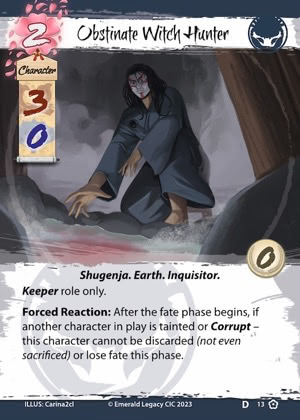 2
Obstinate Witch Hunter
Character
3
0
0
Shugenja. Earth. Inquisitor.
Keeper role only.
Forced Reaction: After the fate phase begins, if
another character in play is tainted or Corrupt –
this character cannot be discarded (not even
sacrificed) or lose fate this phase.
ILLUS: Carina2cl
© Emerald Legacy CIC 2023
D
13